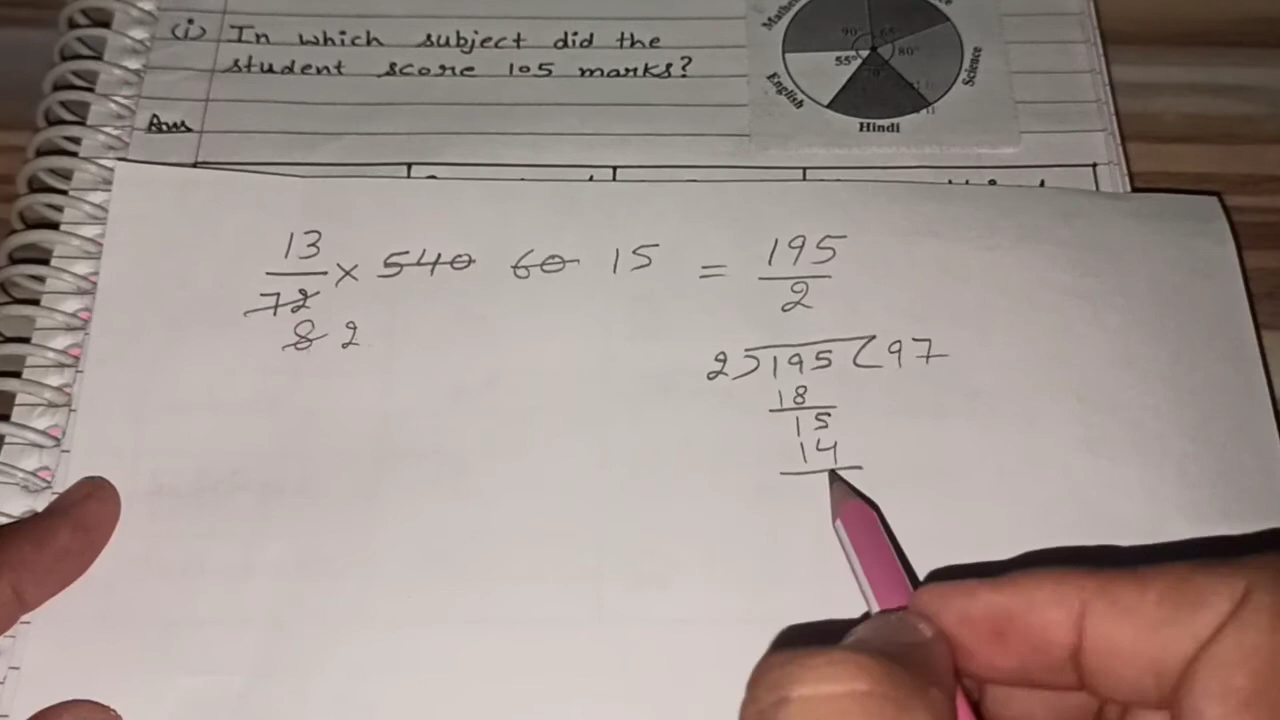 (i) In which subject did the
student score 105 marks?
Ans
90° 65°
80°
55°
70°
English
Science
Hindi
13/72 × 540 60 15 = 195/2
8 2
2)195(97
18
15
14